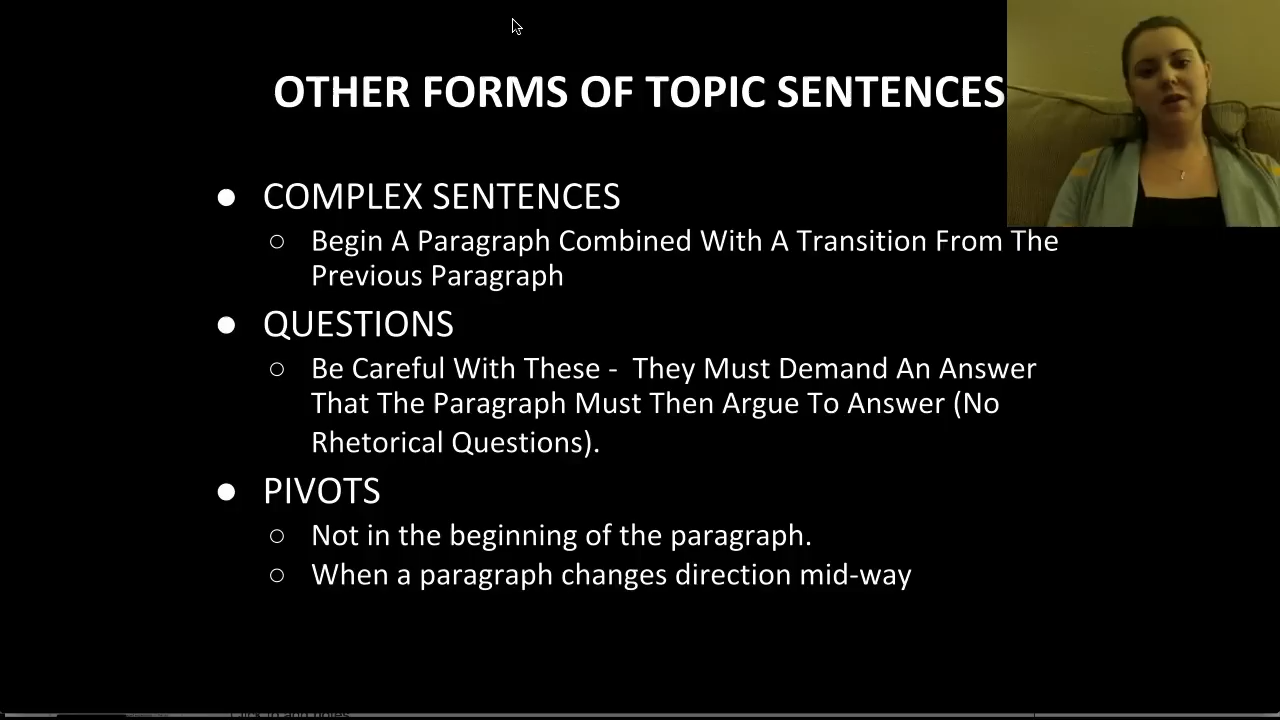 OTHER FORMS OF TOPIC SENTENCES
● COMPLEX SENTENCES
○ Begin A Paragraph Combined With A Transition From The
Previous Paragraph
● QUESTIONS
○ Be Careful With These -  They Must Demand An Answer
That The Paragraph Must Then Argue To Answer (No
Rhetorical Questions).
● PIVOTS
○ Not in the beginning of the paragraph.
○ When a paragraph changes direction mid-way